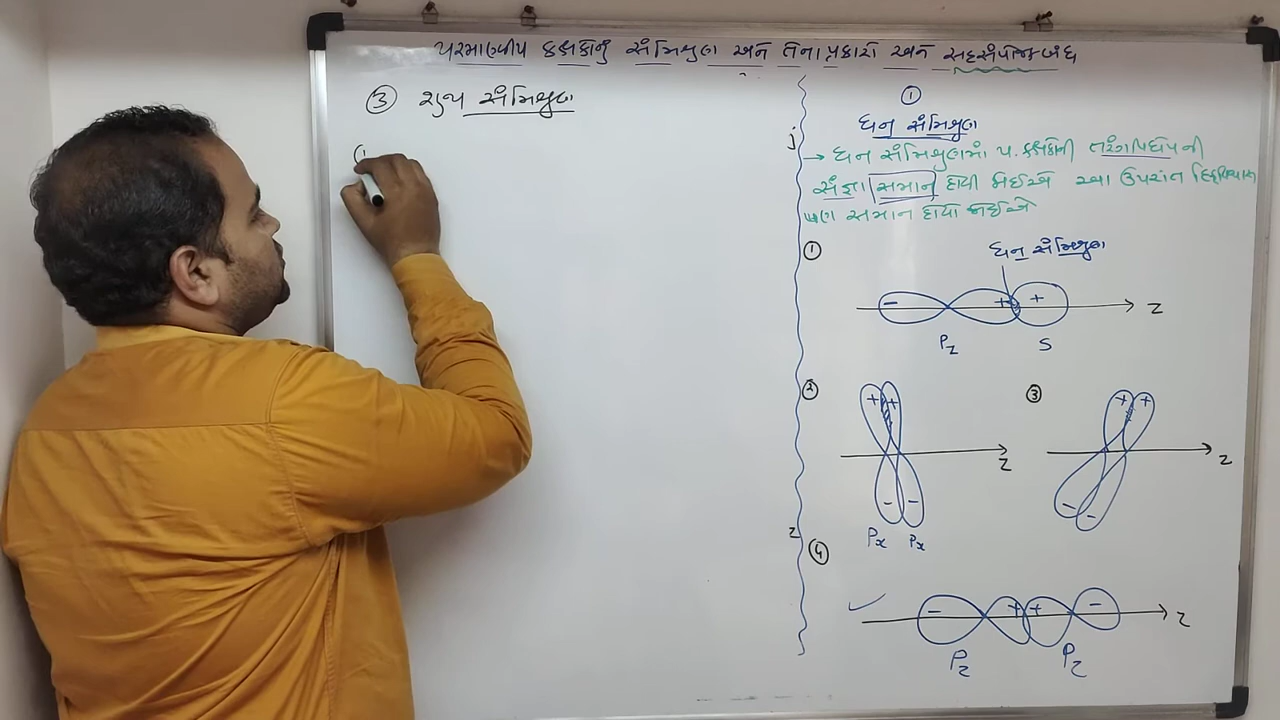 પરમાણ્વીય કક્ષકોનું સંમિશ્રણ અને તેના પ્રકારો અને સહસંયોજક બંધ
③ શૂન્ય સંમિશ્રણ
①
ધન સંમિશ્રણ
→ ધન સંમિશ્રણમાં પ. કક્ષકોની તરંગવિધેયની
સંજ્ઞા સમાન હોવી જોઈએ આ ઉપરાંત દિક્‌વિન્યાસ
પણ સમાન હોવા જોઈએ
①
ધન સંમિશ્રણ
− + + Z
Pz S
② ③
+ + + +
Z Z
− − − −
Px Px
④
− + + − Z
Pz Pz